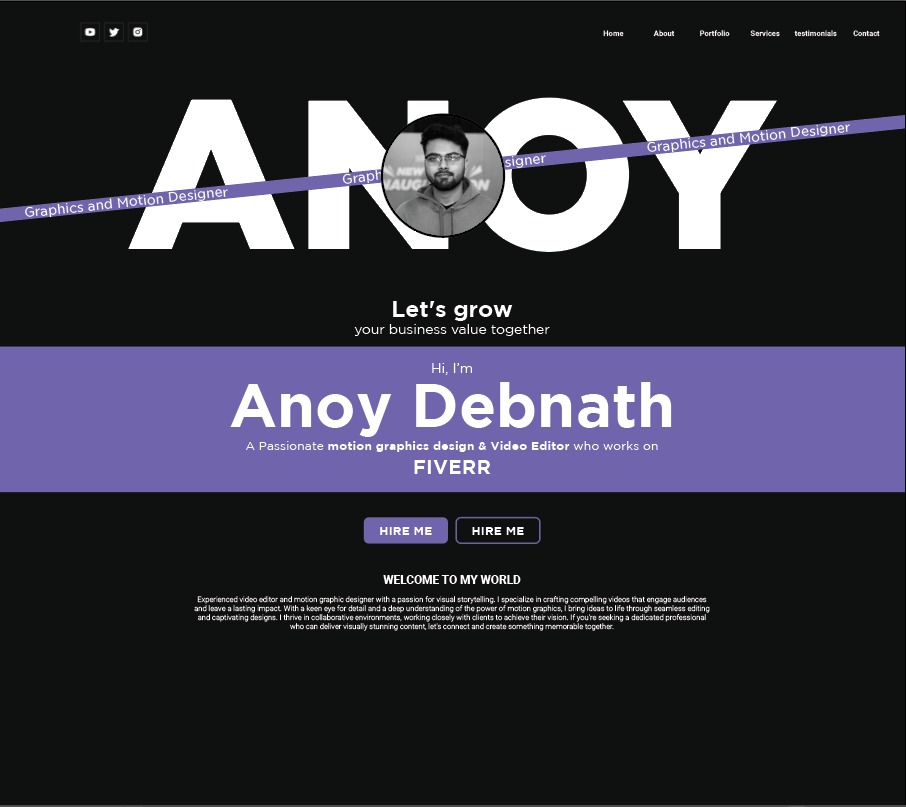 Home About Portfolio Services testimonials Contact
ANOY
Graphics and Motion Designer
Graph
signer
Graphics and Motion Designer
Let's grow
your business value together
Hi, I'm
Anoy Debnath
A Passionate motion graphics design & Video Editor who works on
FIVERR
HIRE ME HIRE ME
WELCOME TO MY WORLD
Experienced video editor and motion graphic designer with a passion for visual storytelling. I specialize in crafting compelling videos that engage audiences
and leave a lasting impact. With a keen eye for detail and a deep understanding of the power of motion graphics, I bring ideas to life through seamless editing
and captivating designs. I thrive in collaborative environments, working closely with clients to achieve their vision. If you're seeking a dedicated professional
who can deliver visually stunning content, let's connect and create something memorable together.